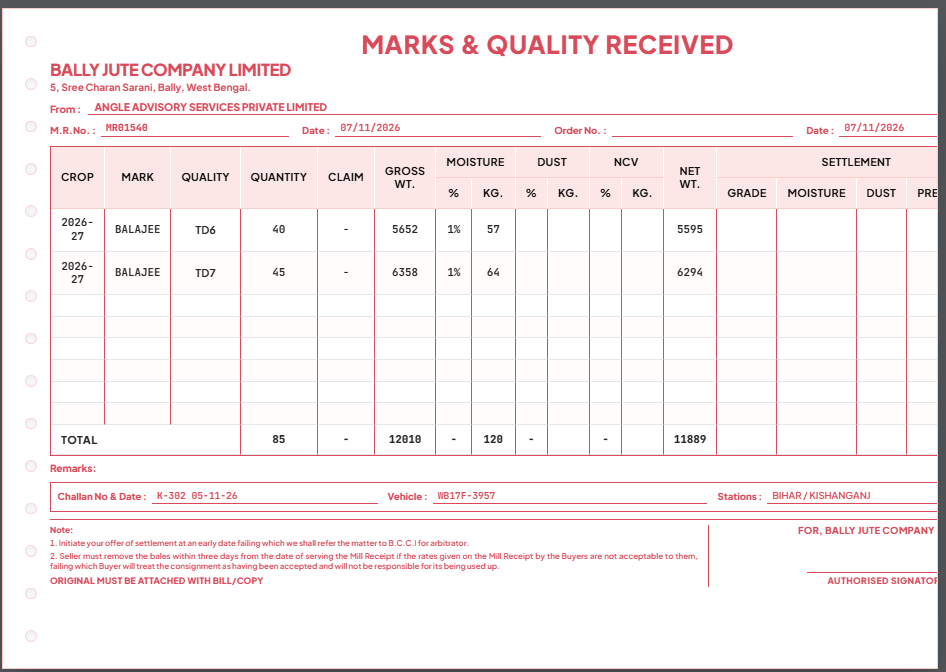 MARKS & QUALITY RECEIVED
BALLY JUTE COMPANY LIMITED
5, Sree Charan Sarani, Bally, West Bengal.
From : ANGLE ADVISORY SERVICES PRIVATE LIMITED
M.R.No. : MR01540 Date : 07/11/2026 Order No. : Date : 07/11/2026
CROP MARK QUALITY QUANTITY CLAIM GROSS WT. MOISTURE DUST NCV NET WT. SETTLEMENT
% KG. % KG. % KG. GRADE MOISTURE DUST PRE
2026-27 BALAJEE TD6 40 - 5652 1% 57 5595
2026-27 BALAJEE TD7 45 - 6358 1% 64 6294
TOTAL 85 - 12010 - 120 - - 11889
Remarks:
Challan No & Date : K-302 05-11-26 Vehicle : WB17F-3957 Stations : BIHAR / KISHANGANJ
Note:
1. Initiate your offer of settlement at an early date failing which we shall refer the matter to B.C.C.I for arbitrator.
2. Seller must remove the bales within three days from the date of serving the Mill Receipt if the rates given on the Mill Receipt by the Buyers are not acceptable to them,
failing which Buyer will treat the consignment as having been accepted and will not be responsible for its being used up.
ORIGINAL MUST BE ATTACHED WITH BILL/COPY
FOR, BALLY JUTE COMPANY
AUTHORISED SIGNATOR